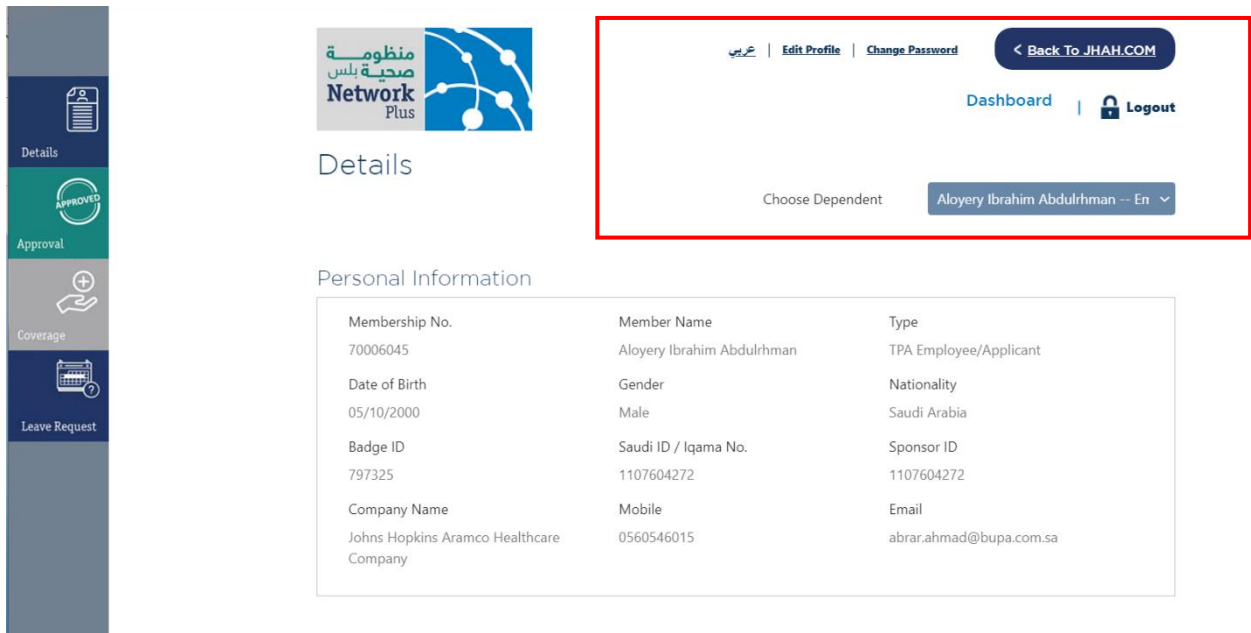 منظومة
صحية بلس
Network
Plus
عربي | Edit Profile | Change Password
< Back To JHAH.COM
Dashboard | Logout
Details
APPROVED
Approval
Coverage
Leave Request
Details
Choose Dependent
Aloyery Ibrahim Abdulrhman -- En
Personal Information
Membership No. Member Name Type
70006045 Aloyery Ibrahim Abdulrhman TPA Employee/Applicant
Date of Birth Gender Nationality
05/10/2000 Male Saudi Arabia
Badge ID Saudi ID / Iqama No. Sponsor ID
797325 1107604272 1107604272
Company Name Mobile Email
Johns Hopkins Aramco Healthcare 0560546015 abrar.ahmad@bupa.com.sa
Company